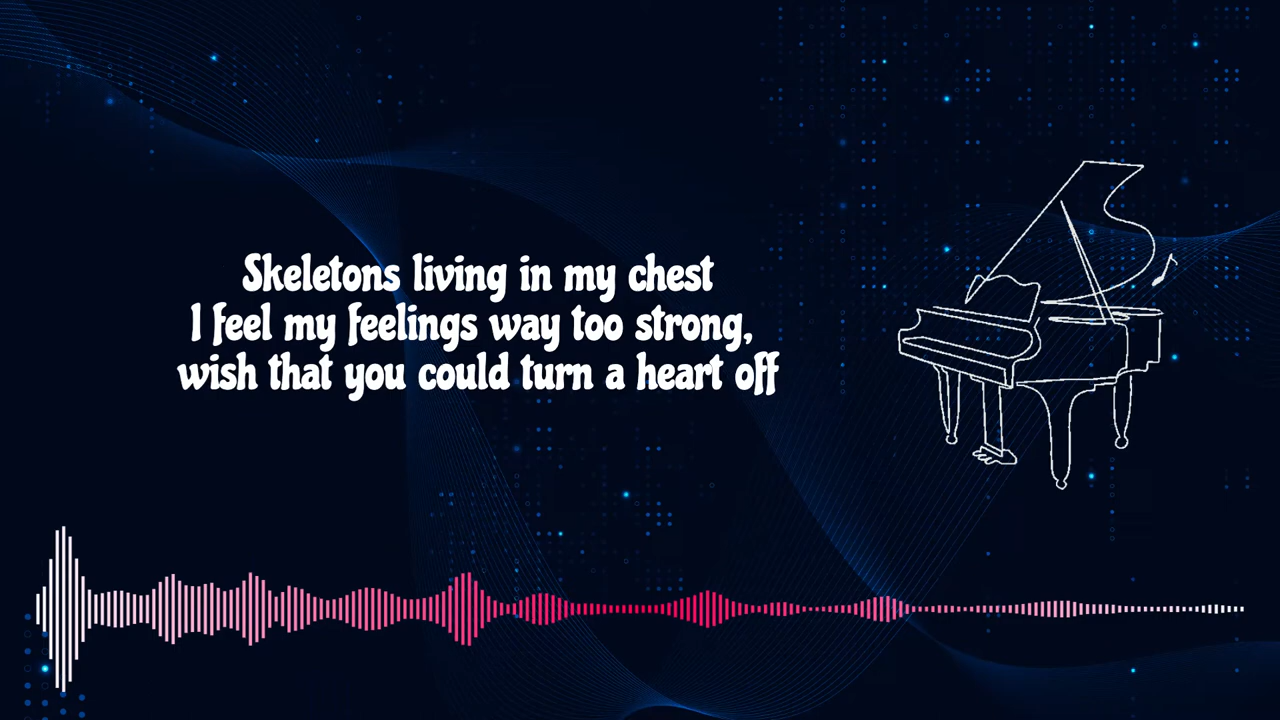 Skeletons living in my chest
I feel my feelings way too strong,
wish that you could turn a heart off